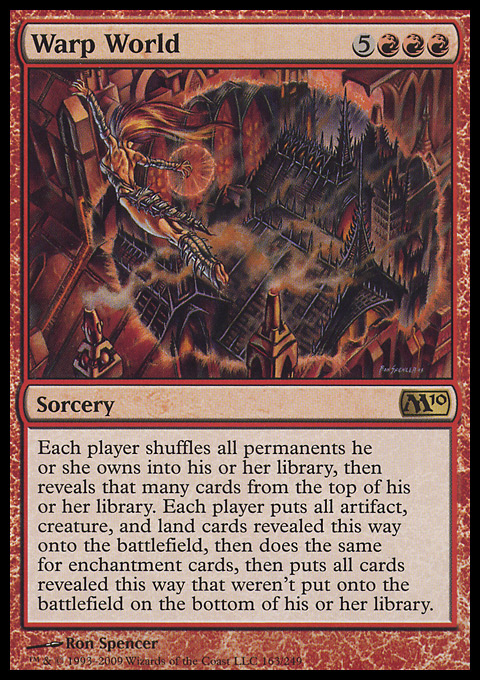 Warp World
5
M10
Sorcery
Each player shuffles all permanents he
or she owns into his or her library, then
reveals that many cards from the top of his
or her library. Each player puts all artifact,
creature, and land cards revealed this way
onto the battlefield, then does the same
for enchantment cards, then puts all cards
revealed this way that weren't put onto the
battlefield on the bottom of his or her library.
Ron Spencer
™ & © 1993–2009 Wizards of the Coast LLC 163/249